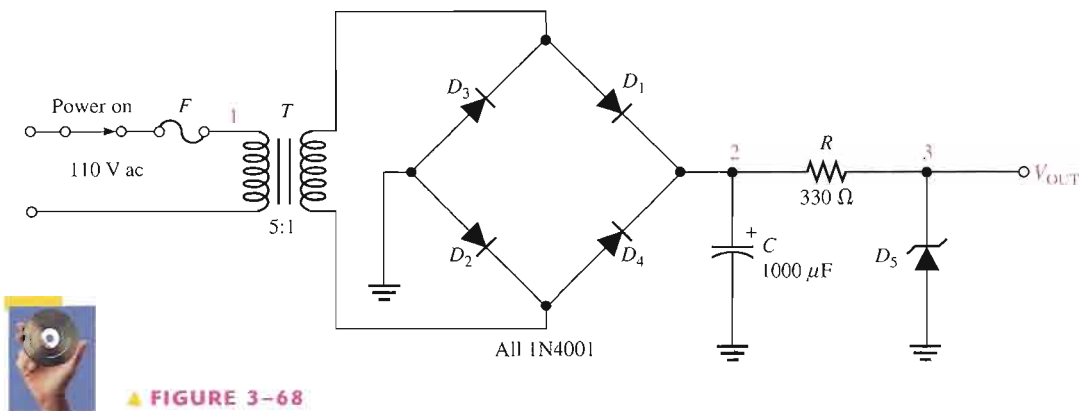 D₃
D₁
Power on
F
1
T
110 V ac
5:1
2
R
330 Ω
3
V_OUT
D₂
D₄
+
C
1000 μF
D₅
All 1N4001
▲ FIGURE 3–68